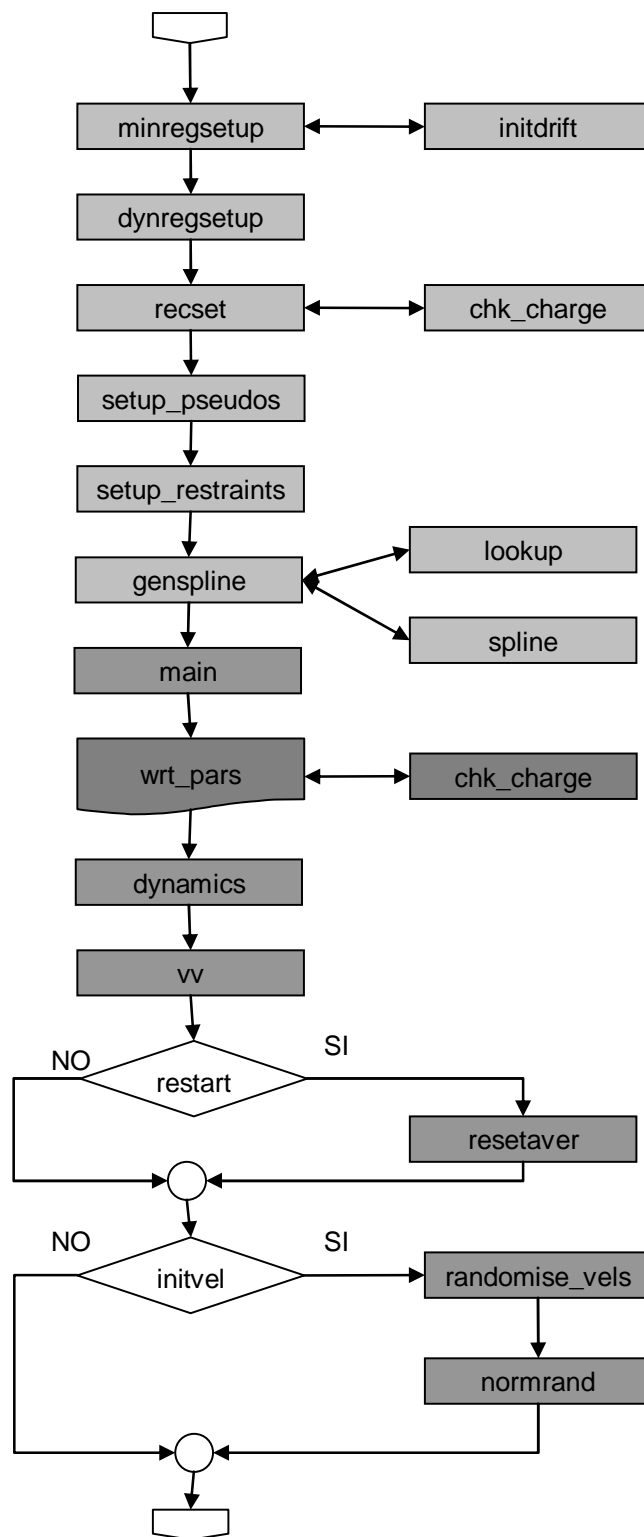 minregsetup
initdrift
dynregsetup
recset
chk_charge
setup_pseudos
setup_restraints
lookup
genspline
spline
main
wrt_pars
chk_charge
dynamics
vv
NO
SI
restart
resetaver
NO
SI
initvel
randomise_vels
normrand